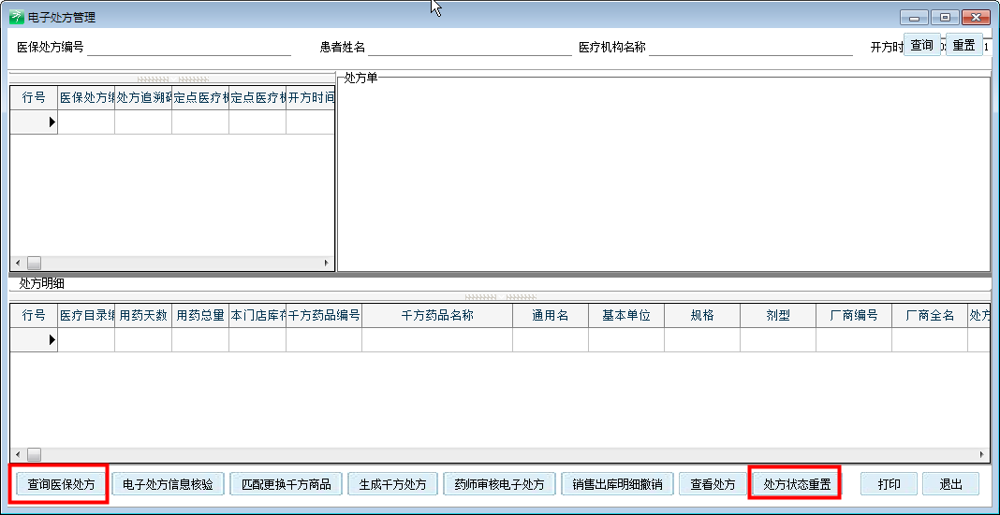 电子处方管理
医保处方编号 患者姓名 医疗机构名称 开方时 查询 重置 1
处方单
行号 医保处方编 处方追溯码 定点医疗机 定点医疗机 开方时间
处方明细
行号 医疗目录编 用药天数 用药总量 本门店库存 千方药品编号 千方药品名称 通用名 基本单位 规格 剂型 厂商编号 厂商全名 处方
查询医保处方 电子处方信息核验 匹配更换千方商品 生成千方处方 药师审核电子处方 销售出库明细撤销 查看处方 处方状态重置 打印 退出